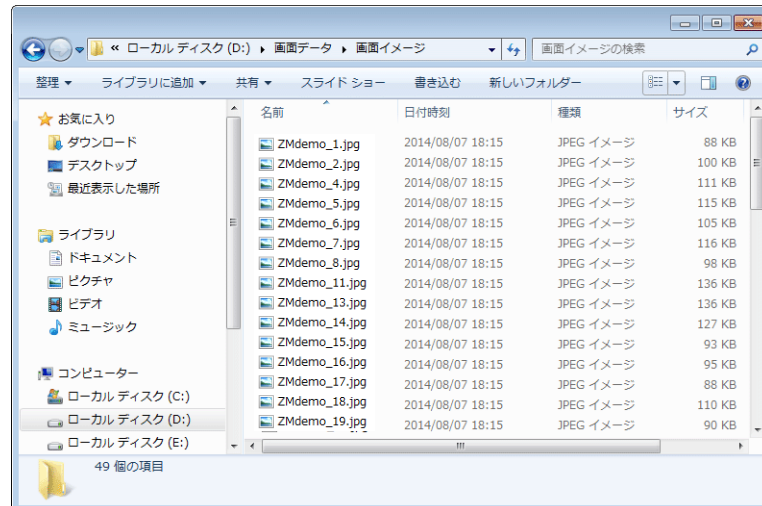 « ローカル ディスク (D:) ▸ 画面データ ▸ 画面イメージ
画面イメージの検索
整理 ▼ ライブラリに追加 ▼ 共有 ▼ スライド ショー 書き込む 新しいフォルダー
お気に入り
ダウンロード
デスクトップ
最近表示した場所
ライブラリ
ドキュメント
ピクチャ
ビデオ
ミュージック
コンピューター
ローカル ディスク (C:)
ローカル ディスク (D:)
ローカル ディスク (E:)
名前 日付時刻 種類 サイズ
ZMdemo_1.jpg 2014/08/07 18:15 JPEG イメージ 88 KB
ZMdemo_2.jpg 2014/08/07 18:15 JPEG イメージ 100 KB
ZMdemo_4.jpg 2014/08/07 18:15 JPEG イメージ 111 KB
ZMdemo_5.jpg 2014/08/07 18:15 JPEG イメージ 115 KB
ZMdemo_6.jpg 2014/08/07 18:15 JPEG イメージ 105 KB
ZMdemo_7.jpg 2014/08/07 18:15 JPEG イメージ 116 KB
ZMdemo_8.jpg 2014/08/07 18:15 JPEG イメージ 98 KB
ZMdemo_11.jpg 2014/08/07 18:15 JPEG イメージ 136 KB
ZMdemo_13.jpg 2014/08/07 18:15 JPEG イメージ 136 KB
ZMdemo_14.jpg 2014/08/07 18:15 JPEG イメージ 127 KB
ZMdemo_15.jpg 2014/08/07 18:15 JPEG イメージ 93 KB
ZMdemo_16.jpg 2014/08/07 18:15 JPEG イメージ 95 KB
ZMdemo_17.jpg 2014/08/07 18:15 JPEG イメージ 88 KB
ZMdemo_18.jpg 2014/08/07 18:15 JPEG イメージ 110 KB
ZMdemo_19.jpg 2014/08/07 18:15 JPEG イメージ 90 KB
49 個の項目